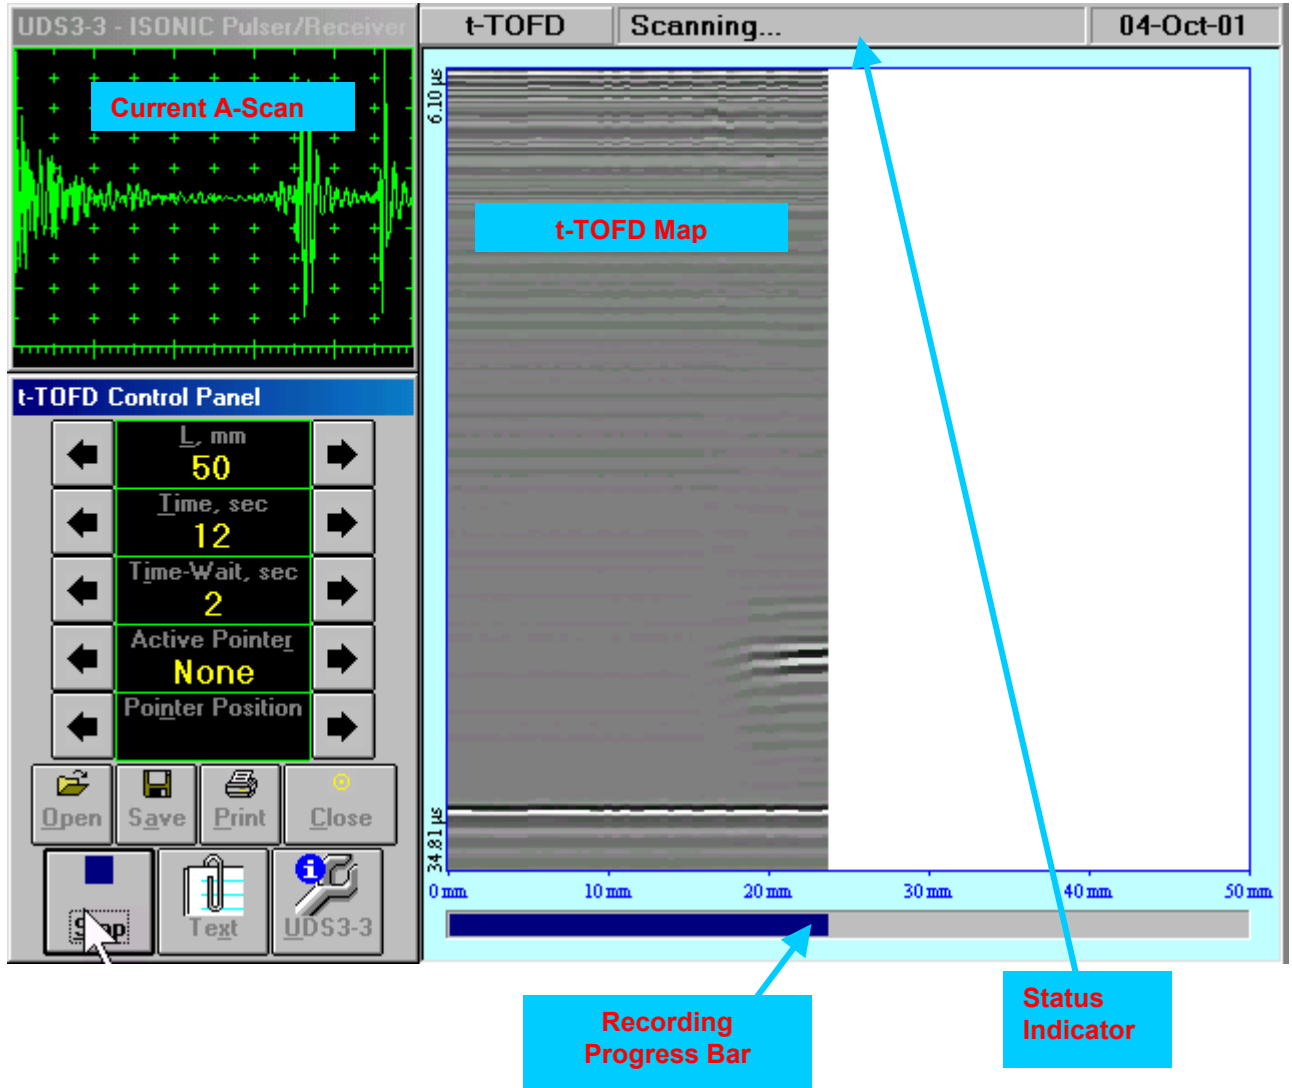 UDS3-3 - ISONIC Pulser/Receiver
Current A-Scan
t-TOFD
Scanning...
04-Oct-01
6.10 µs
34.81 µs
t-TOFD Map
0 mm
10 mm
20 mm
30 mm
40 mm
50 mm
t-TOFD Control Panel
L, mm
50
Time, sec
12
Time-Wait, sec
2
Active Pointer
None
Pointer Position
Open
Save
Print
Close
Stop
Text
UDS3-3
Recording
Progress Bar
Status
Indicator